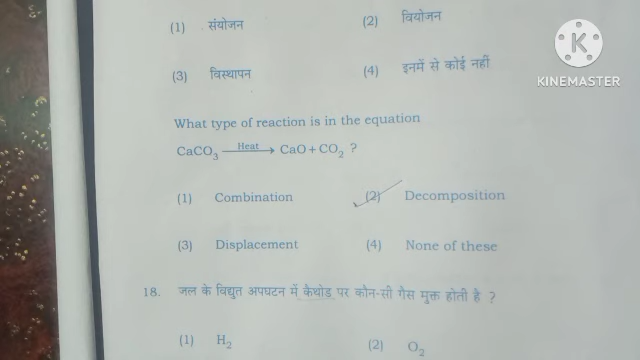 (1) संयोजन (2) वियोजन
(3) विस्थापन (4) इनमें से कोई नहीं
K
KINEMASTER
What type of reaction is in the equation
CaCO₃ —Heat→ CaO + CO₂ ?
(1) Combination (2) Decomposition
(3) Displacement (4) None of these
18. जल के विद्युत अपघटन में कैथोड पर कौन-सी गैस मुक्त होती है ?
(1) H₂ (2) O₂